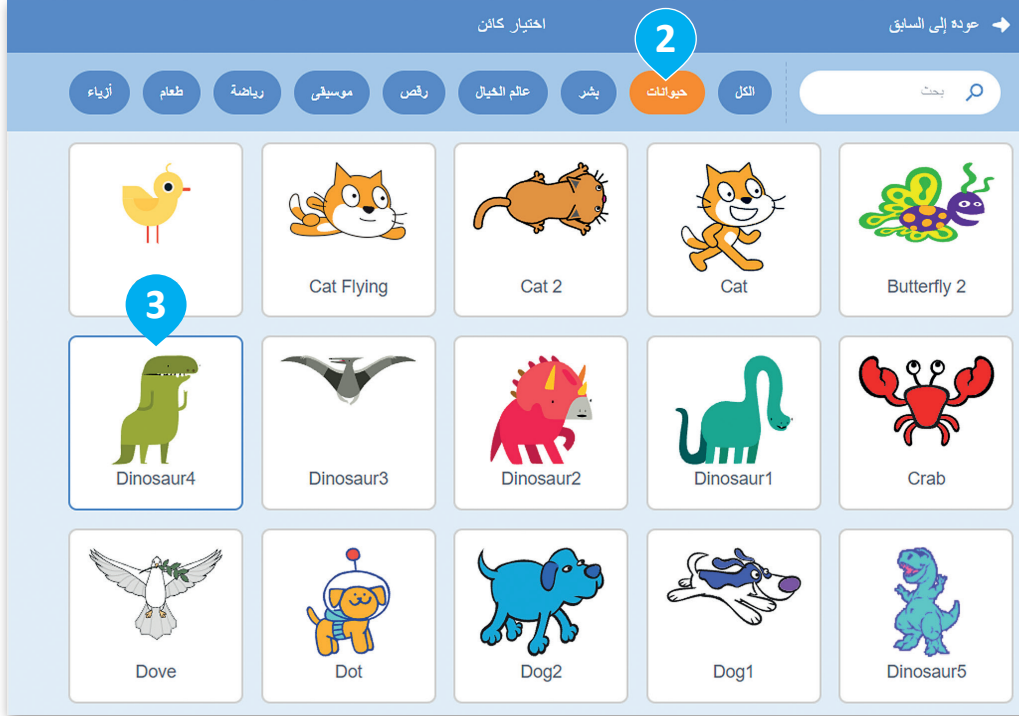 عودة إلى السابق
اختيار كائن
2
بحث
الكل
حيوانات
بشر
عالم الخيال
رقص
موسيقى
رياضة
طعام
أزياء
Butterfly 2
Cat
Cat 2
Cat Flying
3
Crab
Dinosaur1
Dinosaur2
Dinosaur3
Dinosaur4
Dinosaur5
Dog1
Dog2
Dot
Dove